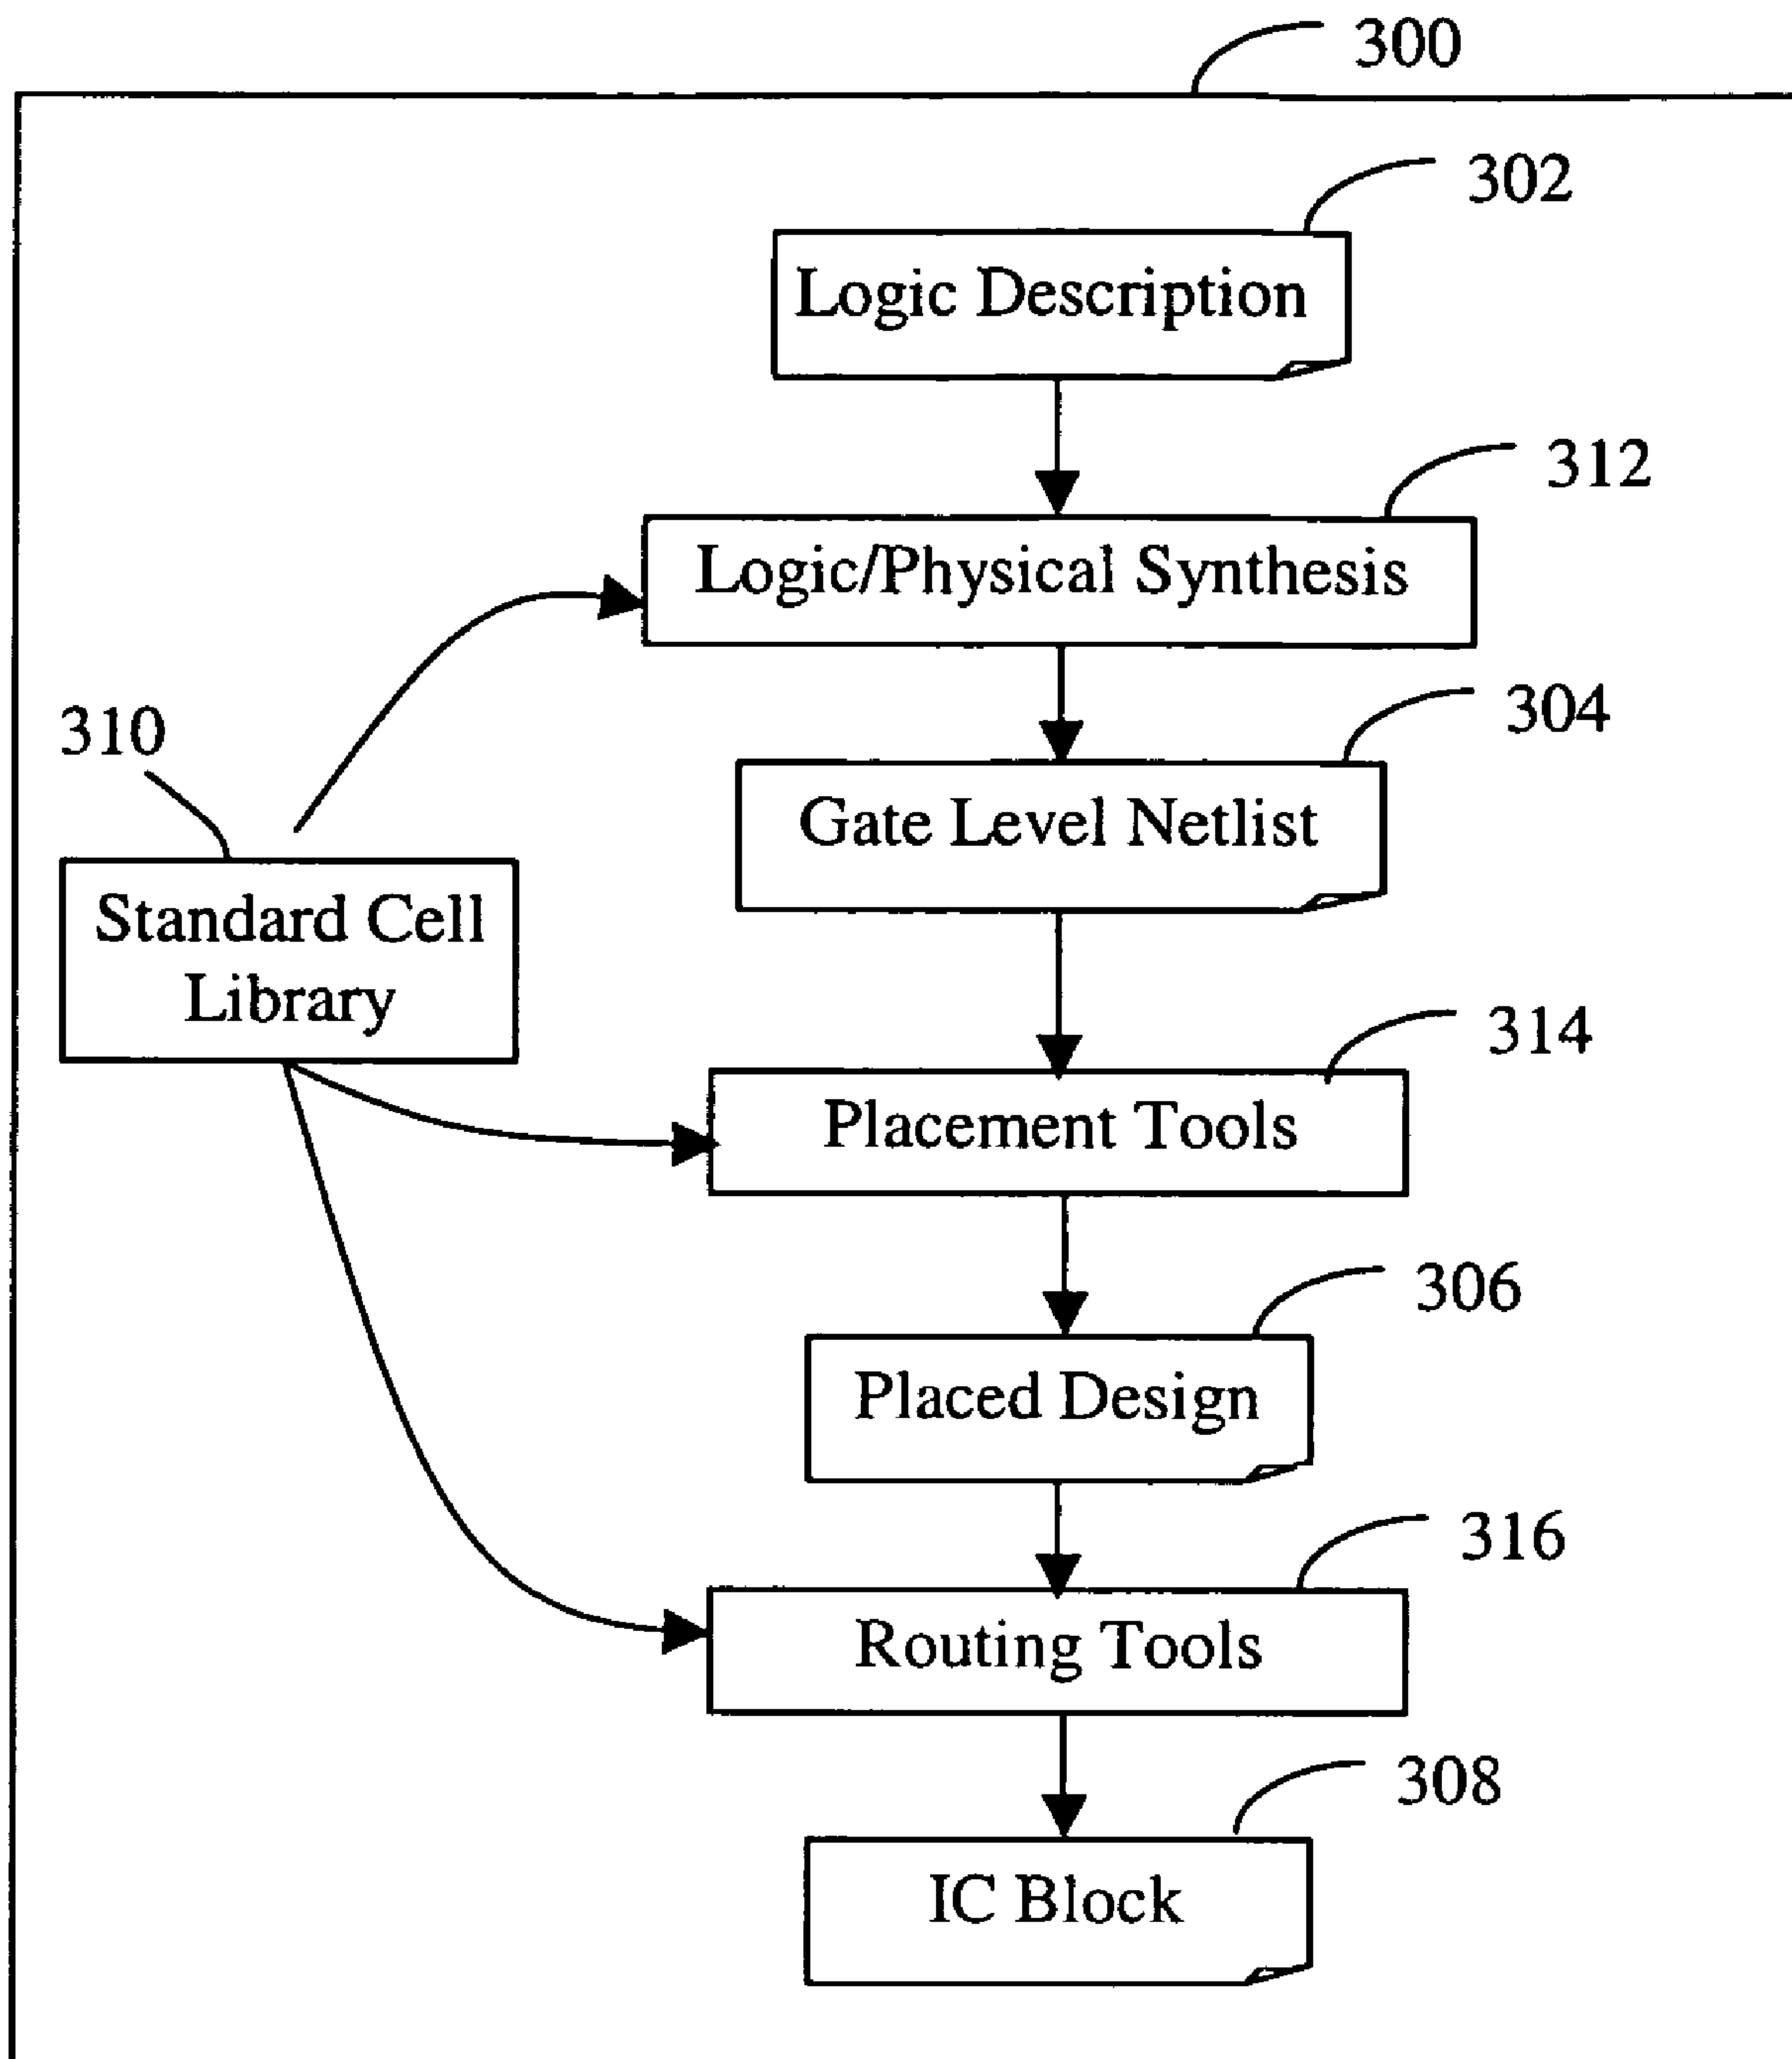 300
302
Logic Description
312
Logic/Physical Synthesis
304
310
Gate Level Netlist
Standard Cell
Library
314
Placement Tools
306
Placed Design
316
Routing Tools
308
IC Block